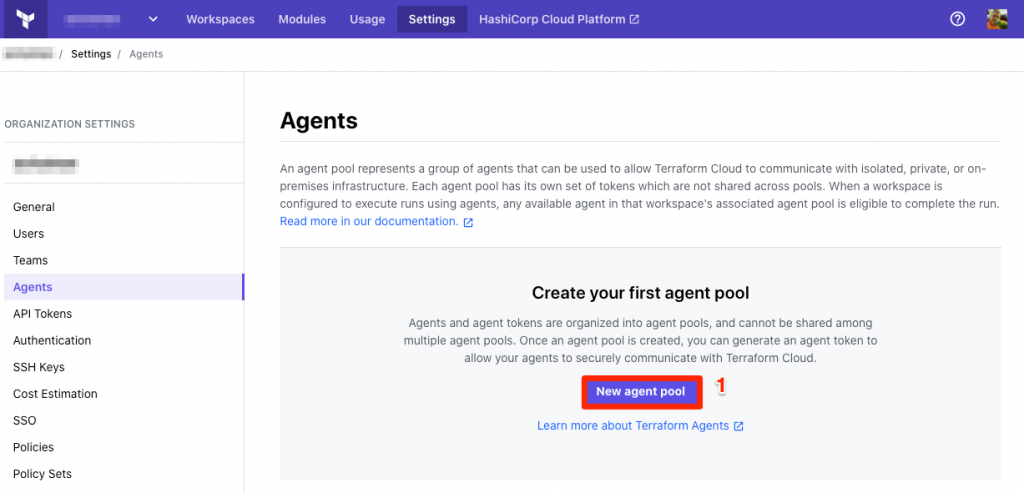 Workspaces Modules Usage Settings HashiCorp Cloud Platform
/ Settings / Agents
ORGANIZATION SETTINGS
General
Users
Teams
Agents
API Tokens
Authentication
SSH Keys
Cost Estimation
SSO
Policies
Policy Sets
Agents
An agent pool represents a group of agents that can be used to allow Terraform Cloud to communicate with isolated, private, or on-
premises infrastructure. Each agent pool has its own set of tokens which are not shared across pools. When a workspace is
configured to execute runs using agents, any available agent in that workspace's associated agent pool is eligible to complete the run.
Read more in our documentation.
Create your first agent pool
Agents and agent tokens are organized into agent pools, and cannot be shared among
multiple agent pools. Once an agent pool is created, you can generate an agent token to
allow your agents to securely communicate with Terraform Cloud.
New agent pool 1
Learn more about Terraform Agents